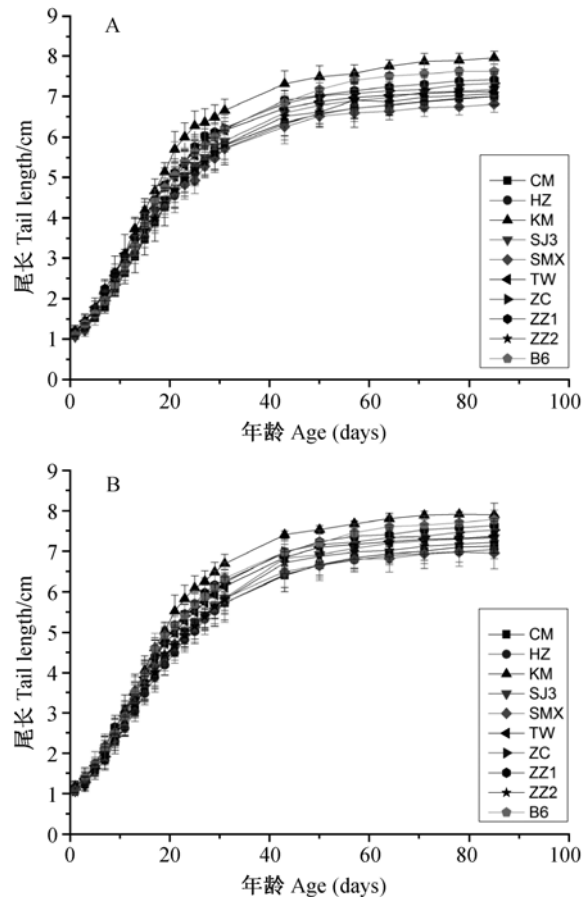 A
9
8
7
6
5
4
3
2
1
0
尾长 Tail length/cm
CM
HZ
KM
SJ3
SMX
TW
ZC
ZZ1
ZZ2
B6
0 20 40 60 80 100
年龄 Age (days)
B
9
8
7
6
5
4
3
2
1
0
尾长 Tail length/cm
CM
HZ
KM
SJ3
SMX
TW
ZC
ZZ1
ZZ2
B6
0 20 40 60 80 100
年龄 Age (days)